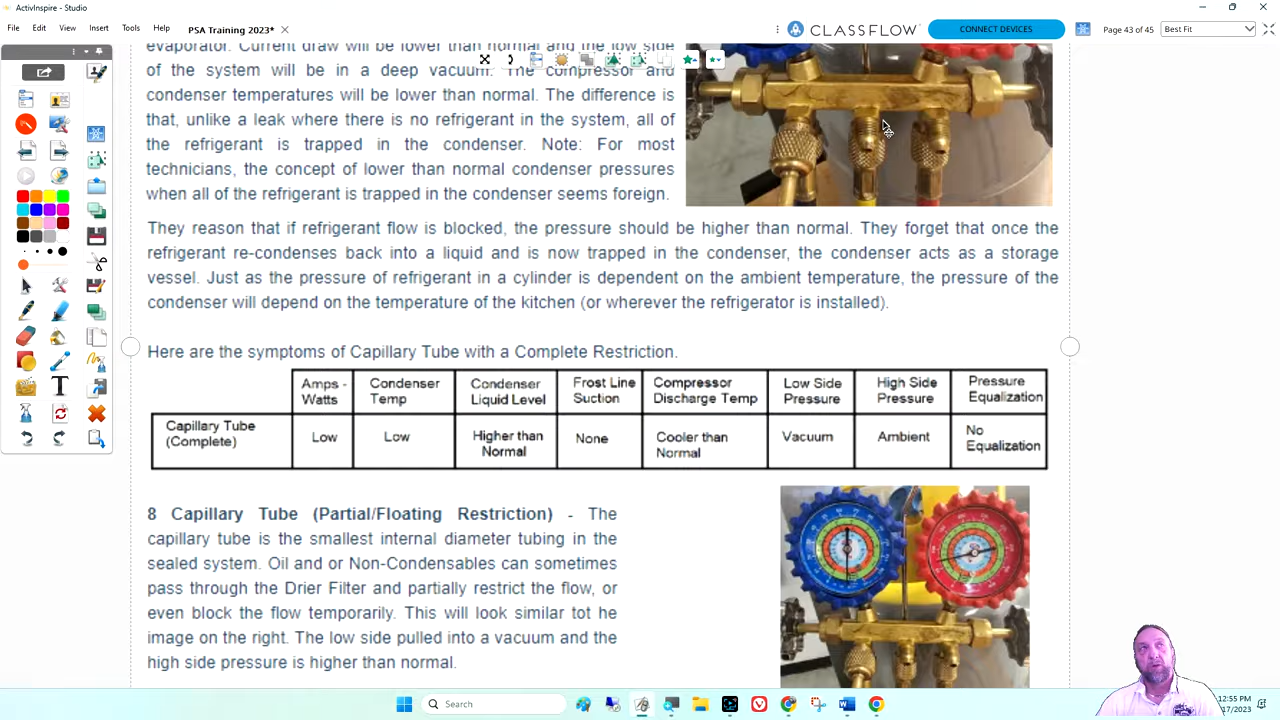 ActivInspire - Studio
File Edit View Insert Tools Help PSA Training 2023* CLASSFLOW CONNECT DEVICES Page 43 of 45 Best Fit
evaporator. Current draw will be lower than normal and the low side
of the system will be in a deep vacuum. The compressor and
condenser temperatures will be lower than normal. The difference is
that, unlike a leak where there is no refrigerant in the system, all of
the refrigerant is trapped in the condenser. Note: For most
technicians, the concept of lower than normal condenser pressures
when all of the refrigerant is trapped in the condenser seems foreign.
They reason that if refrigerant flow is blocked, the pressure should be higher than normal. They forget that once the
refrigerant re-condenses back into a liquid and is now trapped in the condenser, the condenser acts as a storage
vessel. Just as the pressure of refrigerant in a cylinder is dependent on the ambient temperature, the pressure of the
condenser will depend on the temperature of the kitchen (or wherever the refrigerator is installed).
Here are the symptoms of Capillary Tube with a Complete Restriction.
Amps - Condenser Condenser Frost Line Compressor Low Side High Side Pressure
Watts Temp Liquid Level Suction Discharge Temp Pressure Pressure Equalization
Capillary Tube Low Low Higher than None Cooler than Vacuum Ambient No
(Complete) Normal Normal Equalization
8 Capillary Tube (Partial/Floating Restriction) - The
capillary tube is the smallest internal diameter tubing in the
sealed system. Oil and or Non-Condensables can sometimes
pass through the Drier Filter and partially restrict the flow, or
even block the flow temporarily. This will look similar tot he
image on the right. The low side pulled into a vacuum and the
high side pressure is higher than normal.
Search
12:55 PM
17/2023